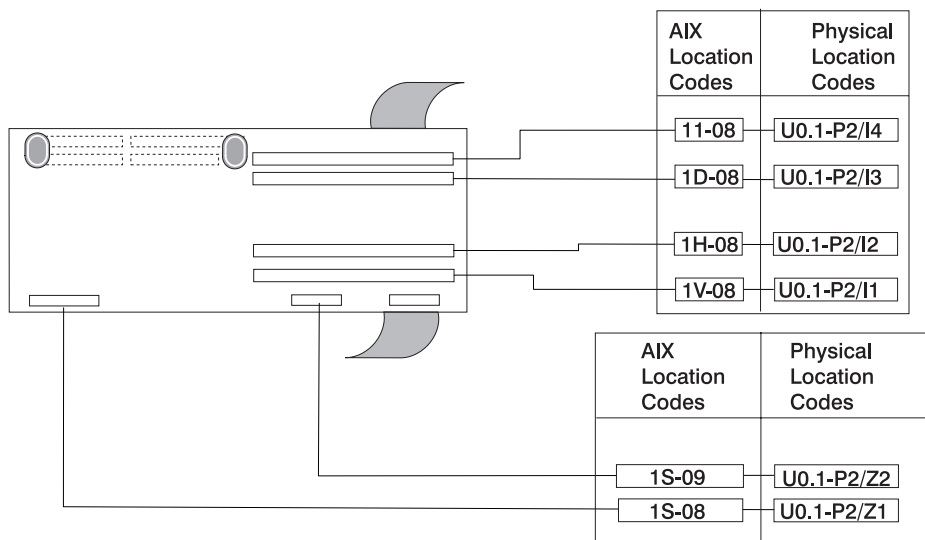 AIX Location Codes Physical Location Codes
11-08 U0.1-P2/I4
1D-08 U0.1-P2/I3
1H-08 U0.1-P2/I2
1V-08 U0.1-P2/I1
AIX Location Codes Physical Location Codes
1S-09 U0.1-P2/Z2
1S-08 U0.1-P2/Z1